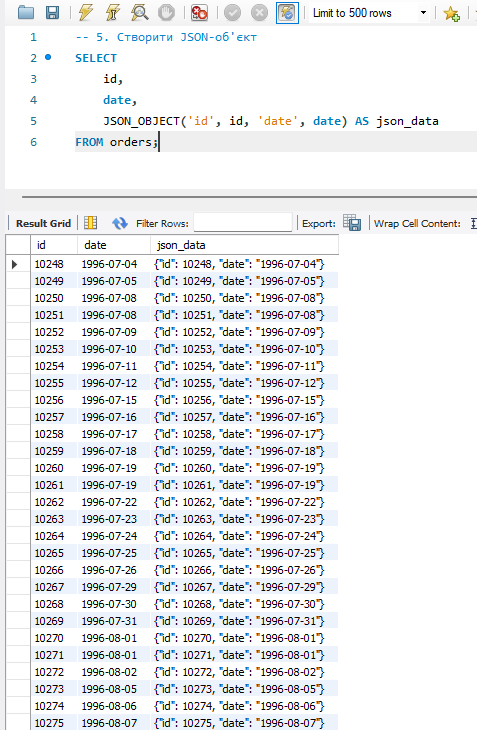 Limit to 500 rows
1 -- 5. Створити JSON-об'єкт
2 SELECT
3 id,
4 date,
5 JSON_OBJECT('id', id, 'date', date) AS json_data
6 FROM orders;
Result Grid Filter Rows: Export: Wrap Cell Content:
id date json_data
10248 1996-07-04 {"id": 10248, "date": "1996-07-04"}
10249 1996-07-05 {"id": 10249, "date": "1996-07-05"}
10250 1996-07-08 {"id": 10250, "date": "1996-07-08"}
10251 1996-07-08 {"id": 10251, "date": "1996-07-08"}
10252 1996-07-09 {"id": 10252, "date": "1996-07-09"}
10253 1996-07-10 {"id": 10253, "date": "1996-07-10"}
10254 1996-07-11 {"id": 10254, "date": "1996-07-11"}
10255 1996-07-12 {"id": 10255, "date": "1996-07-12"}
10256 1996-07-15 {"id": 10256, "date": "1996-07-15"}
10257 1996-07-16 {"id": 10257, "date": "1996-07-16"}
10258 1996-07-17 {"id": 10258, "date": "1996-07-17"}
10259 1996-07-18 {"id": 10259, "date": "1996-07-18"}
10260 1996-07-19 {"id": 10260, "date": "1996-07-19"}
10261 1996-07-19 {"id": 10261, "date": "1996-07-19"}
10262 1996-07-22 {"id": 10262, "date": "1996-07-22"}
10263 1996-07-23 {"id": 10263, "date": "1996-07-23"}
10264 1996-07-24 {"id": 10264, "date": "1996-07-24"}
10265 1996-07-25 {"id": 10265, "date": "1996-07-25"}
10266 1996-07-26 {"id": 10266, "date": "1996-07-26"}
10267 1996-07-29 {"id": 10267, "date": "1996-07-29"}
10268 1996-07-30 {"id": 10268, "date": "1996-07-30"}
10269 1996-07-31 {"id": 10269, "date": "1996-07-31"}
10270 1996-08-01 {"id": 10270, "date": "1996-08-01"}
10271 1996-08-01 {"id": 10271, "date": "1996-08-01"}
10272 1996-08-02 {"id": 10272, "date": "1996-08-02"}
10273 1996-08-05 {"id": 10273, "date": "1996-08-05"}
10274 1996-08-06 {"id": 10274, "date": "1996-08-06"}
10275 1996-08-07 {"id": 10275, "date": "1996-08-07"}